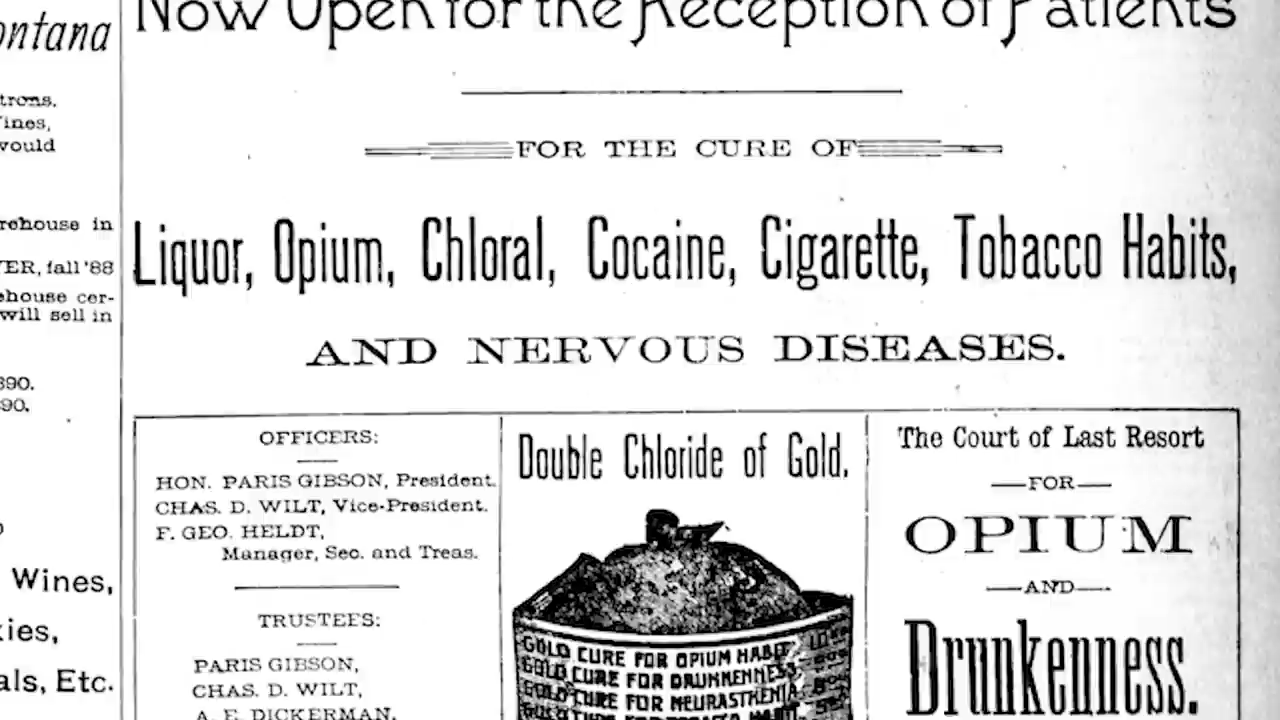 ontana
trons.
ines,
would
rehouse in
YER, fall '88
ehouse cer-
will sell in
890.
90.
Wines,
kies,
als, Etc.
Now Open for the Reception of Patients
FOR THE CURE OF
Liquor, Opium, Chloral, Cocaine, Cigarette, Tobacco Habits,
AND NERVOUS DISEASES.
OFFICERS:
HON. PARIS GIBSON, President.
CHAS. D. WILT, Vice-President.
F. GEO. HELDT,
Manager, Sec. and Treas.
TRUSTEES:
PARIS GIBSON,
CHAS. D. WILT,
A. E. DICKERMAN,
Double Chloride of Gold.
GOLD CURE FOR OPIUM HABIT
GOLD CURE FOR DRUNKENNESS
GOLD CURE FOR NEURASTHENIA
The Court of Last Resort
FOR
OPIUM
AND
Drunkenness.